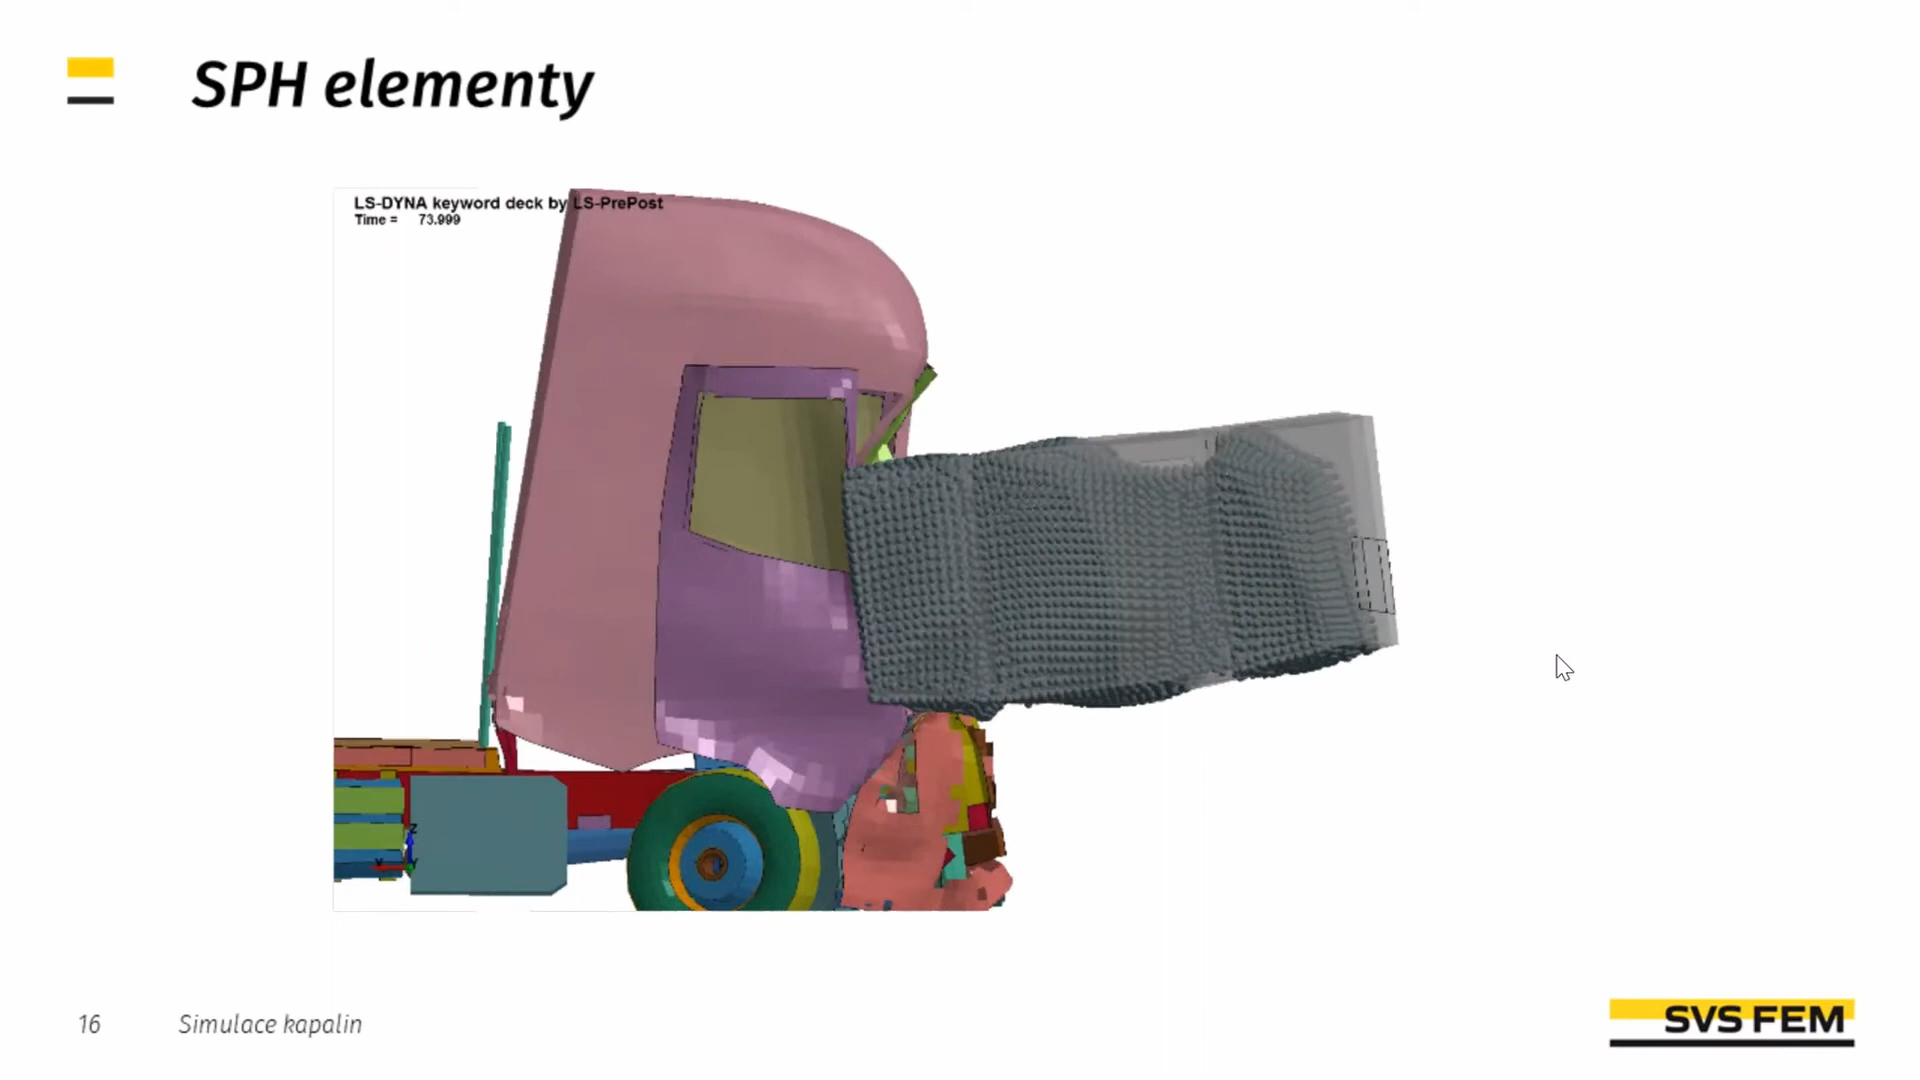 SPH elementy
LS-DYNA keyword deck by LS-PrePost
Time = 73.999
Z
Y
16
Simulace kapalin
SVS FEM